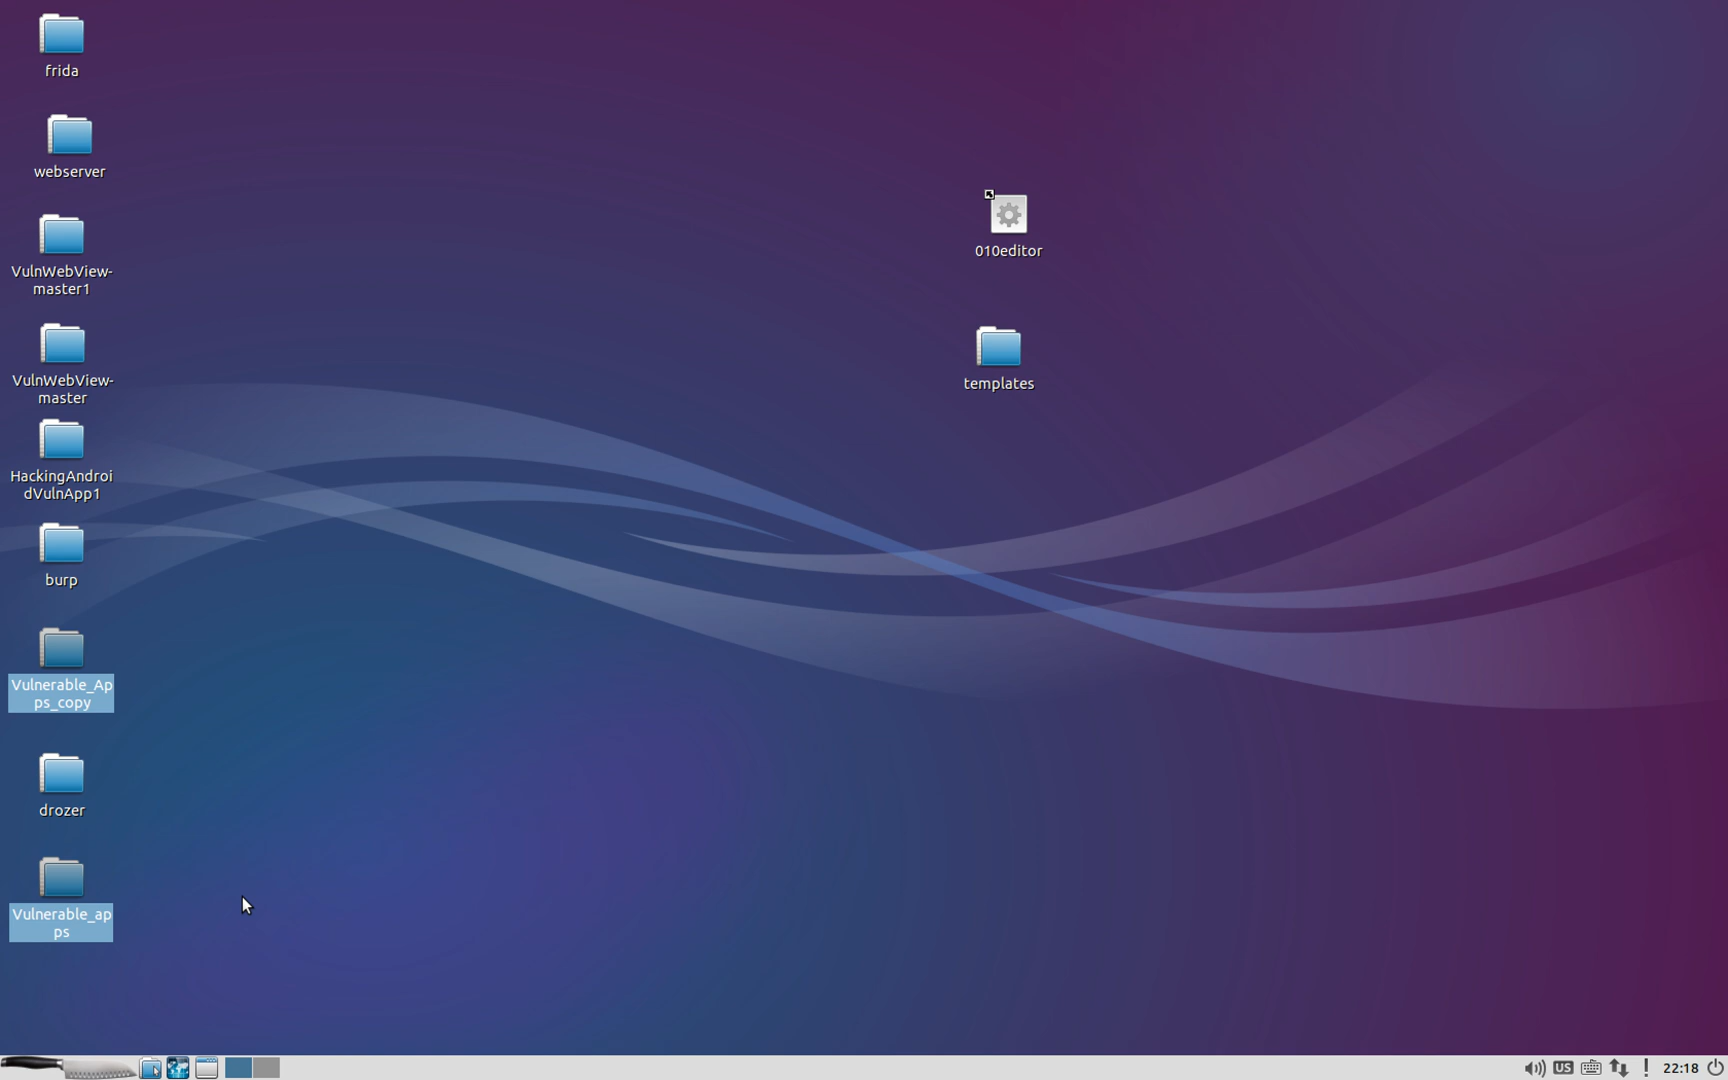 frida
webserver
VulnWebView-
master1
VulnWebView-
master
HackingAndroi
dVulnApp1
burp
Vulnerable_Ap
ps_copy
drozer
Vulnerable_ap
ps
010editor
templates
US
22:18